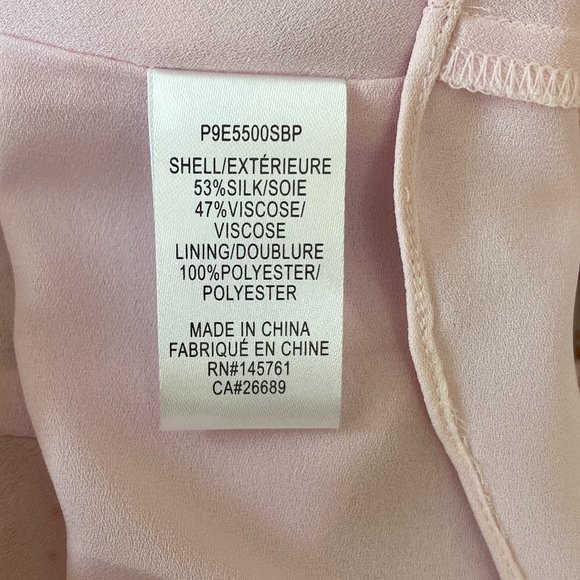 P9E5500SBP
SHELL/EXTÉRIEURE
53%SILK/SOIE
47%VISCOSE/
VISCOSE
LINING/DOUBLURE
100%POLYESTER/
POLYESTER
MADE IN CHINA
FABRIQUÉ EN CHINE
RN#145761
CA#26689